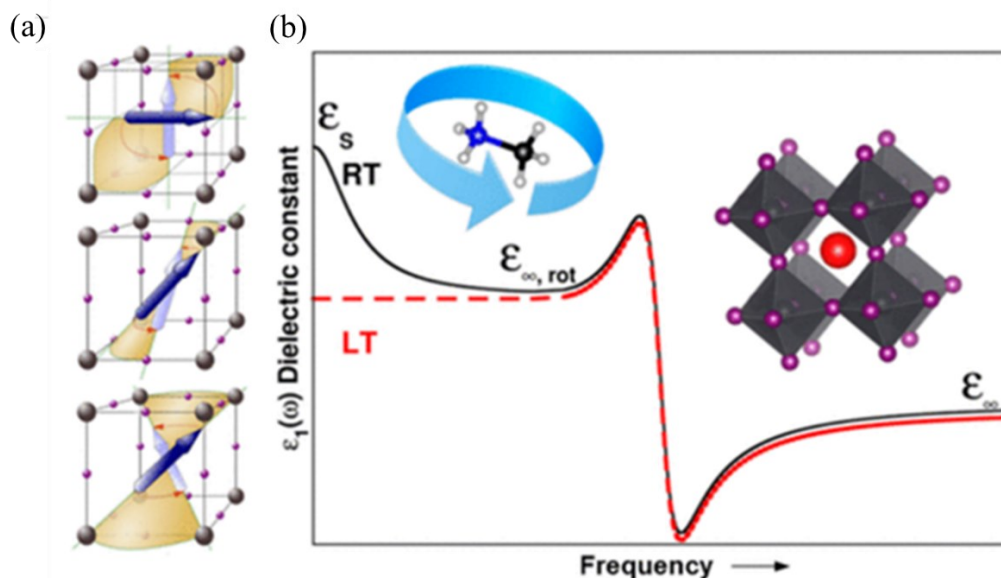 (a)
(b)
εS
RT
ε∞, rot
LT
ε∞
ε1(ω) Dielectric constant
Frequency